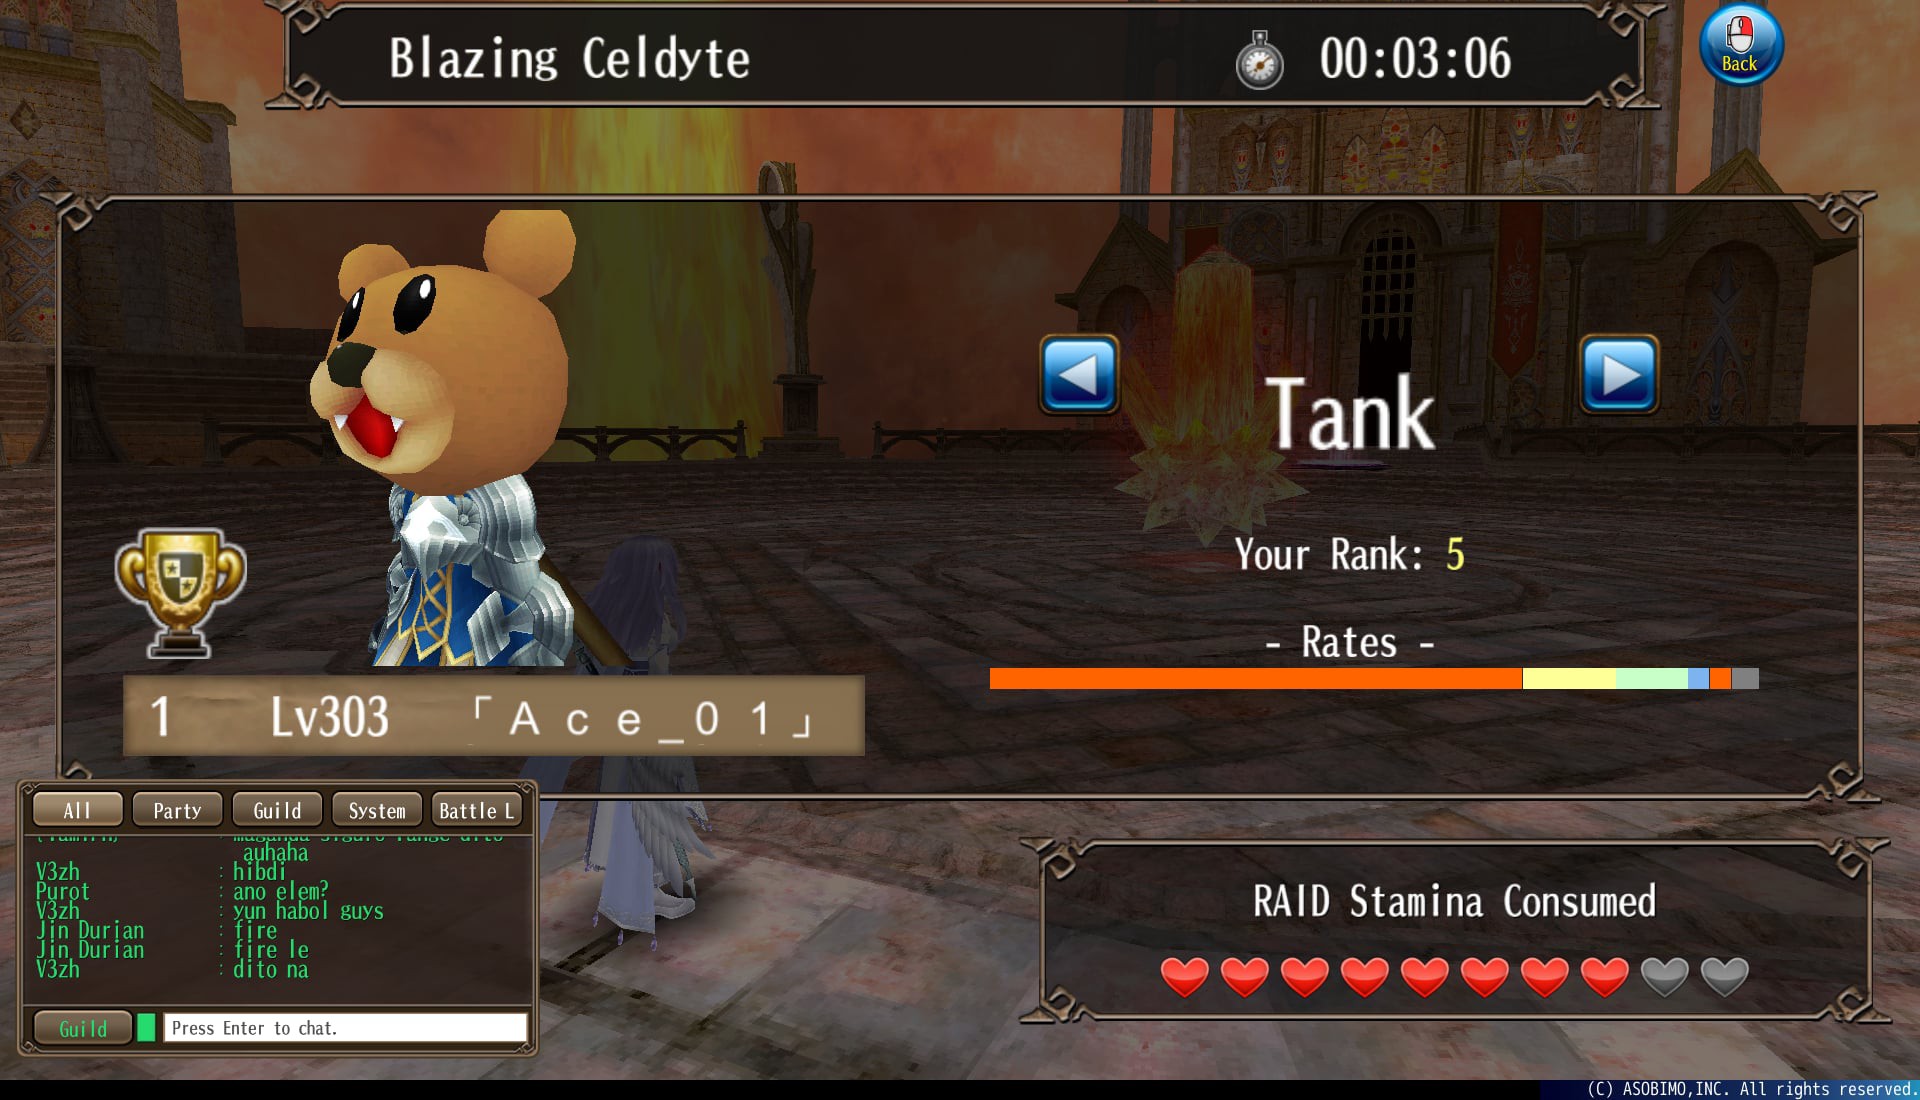 Blazing Celdyte
00:03:06
Back
Tank
Your Rank: 5
- Rates -
1 Lv303 「Ace_01」
All Party Guild System Battle L
auhaha
V3zh : hibdi
Purot : ano elem?
V3zh : yun habol guys
Jin Durian : fire
Jin Durian : fire le
V3zh : dito na
Guild Press Enter to chat.
RAID Stamina Consumed
(C) ASOBIMO,INC. All rights reserved.